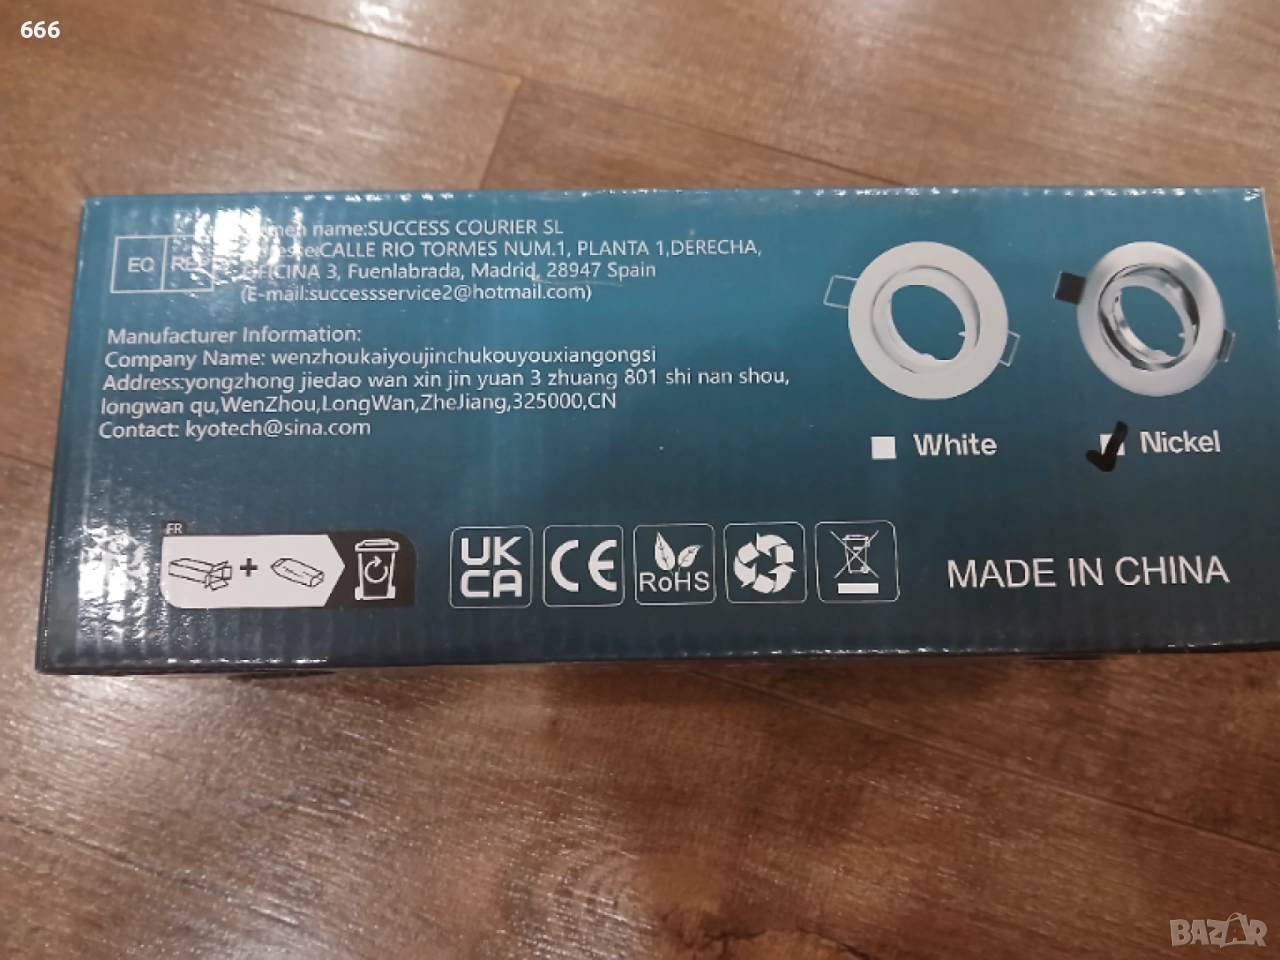 666
name:SUCCESS COURIER SL
CALLE RIO TORMES NUM.1, PLANTA 1,DERECHA,
EC REP
OFICINA 3, Fuenlabrada, Madrid, 28947 Spain
(E-mail:successservice2@hotmail.com)
Manufacturer Information:
Company Name: wenzhoukaiyoujinchukouyouxiangongsi
Address:yongzhong jiedao wan xin jin yuan 3 zhuang 801 shi nan shou,
longwan qu,WenZhou,LongWan,ZheJiang,325000,CN
Contact: kyotech@sina.com
White
Nickel
FR
+
UK
CA
CE
RoHS
MADE IN CHINA
BAZAR